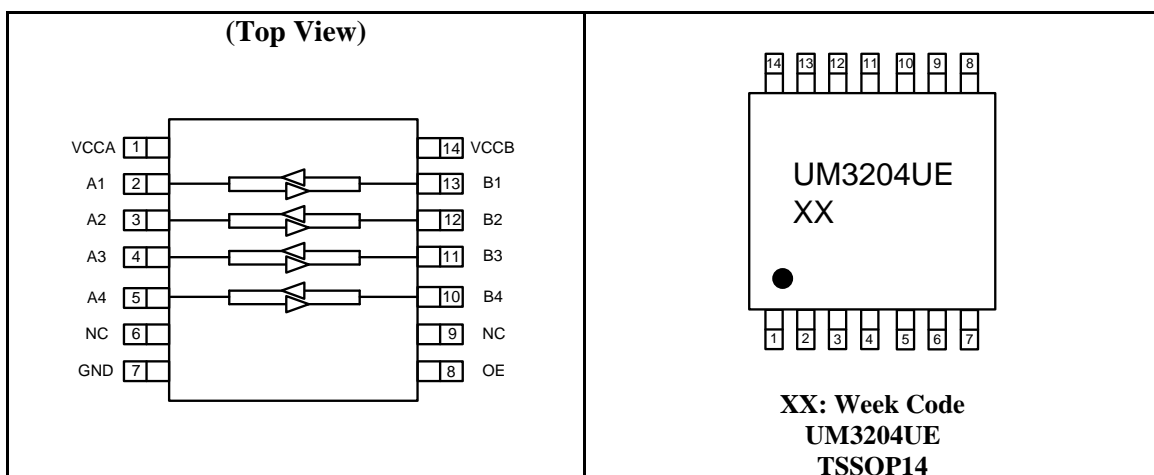 (Top View)
VCCA 1 14 VCCB
A1 2 13 B1
A2 3 12 B2
A3 4 11 B3
A4 5 10 B4
NC 6 9 NC
GND 7 8 OE
14 13 12 11 10 9 8
UM3204UE
XX
1 2 3 4 5 6 7
XX: Week Code
UM3204UE
TSSOP14